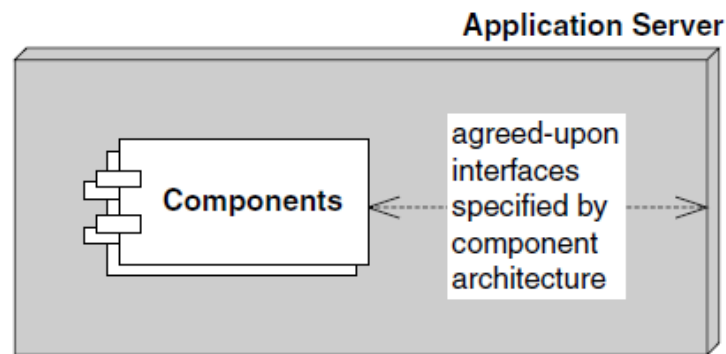 Application Server
Components
agreed-upon
interfaces
specified by
component
architecture